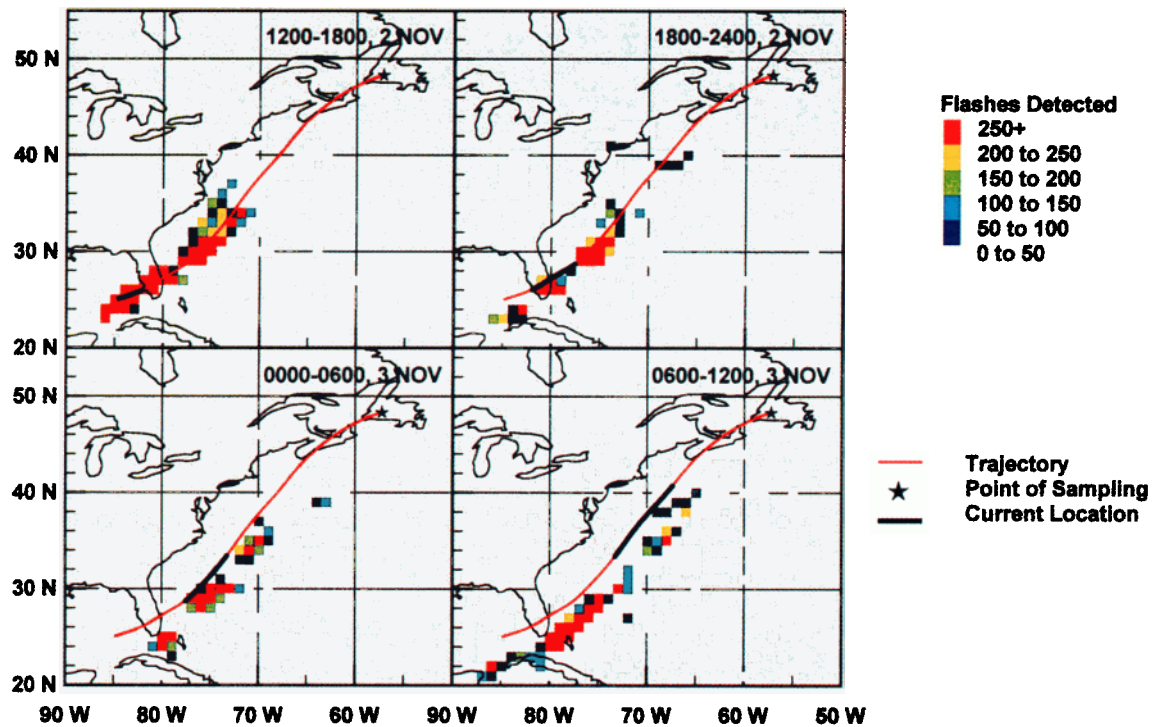 1200-1800, 2 NOV
1800-2400, 2 NOV
50 N
40 N
30 N
20 N
0000-0600, 3 NOV
0600-1200, 3 NOV
50 N
40 N
30 N
20 N
90 W
80 W
70 W
90 W
80 W
70 W
60 W
50 W
Flashes Detected
250+
200 to 250
150 to 200
100 to 150
50 to 100
0 to 50
Trajectory
Point of Sampling
Current Location